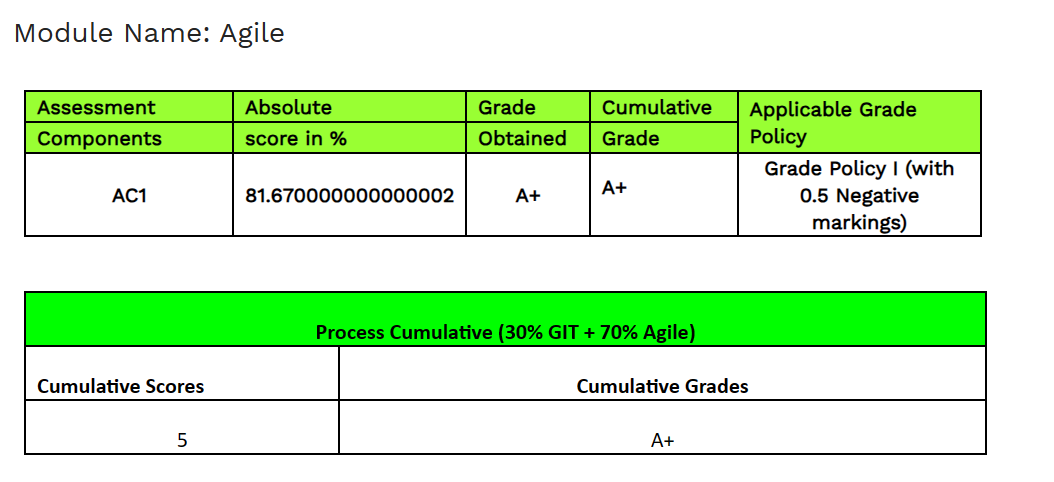 Module Name: Agile
Assessment Absolute Grade Cumulative Applicable Grade
Components score in % Obtained Grade Policy
AC1 81.670000000000002 A+ A+ Grade Policy I (with
0.5 Negative
markings)
Process Cumulative (30% GIT + 70% Agile)
Cumulative Scores Cumulative Grades
5 A+